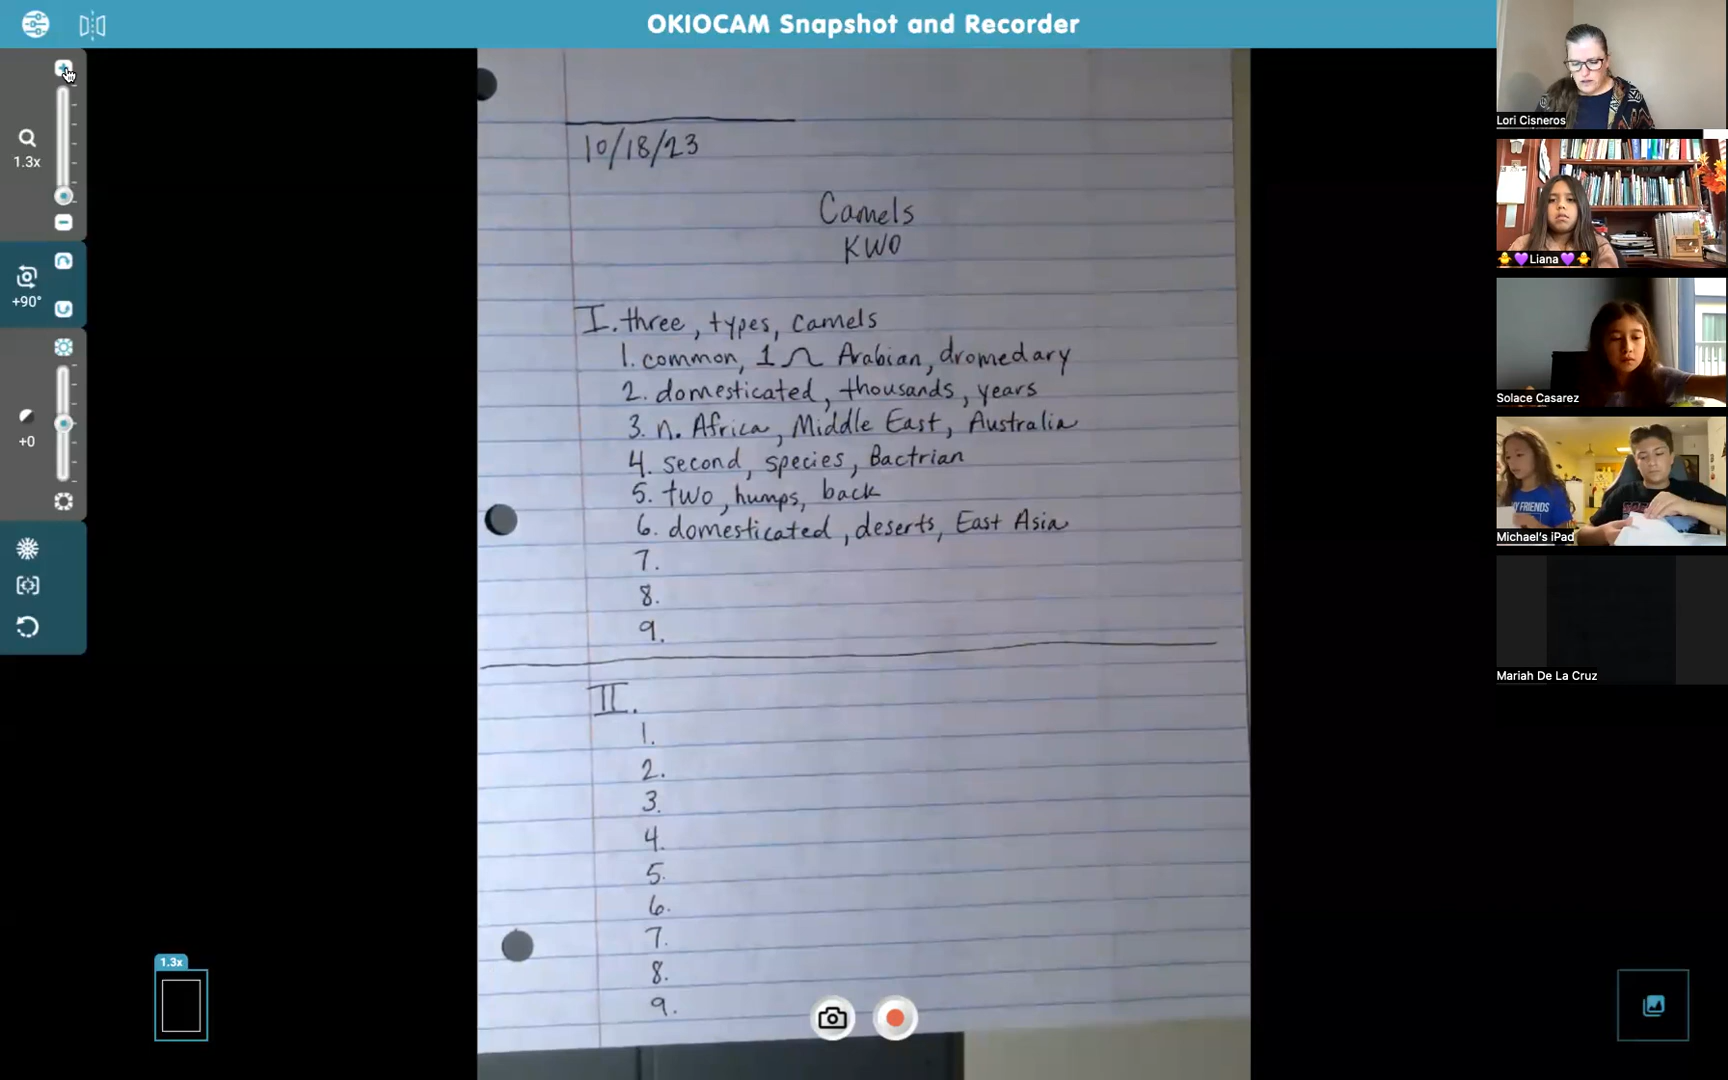 OKIOCAM Snapshot and Recorder
1.3x
+90°
+0
10/18/23
Camels
KWO
I. three, types, camels
1. common, 1 Arabian, dromedary
2. domesticated, thousands, years
3. n. Africa, Middle East, Australia
4. second, species, Bactrian
5. two, humps, back
6. domesticated, deserts, East Asia
7.
8.
9.
II.
1.
2.
3.
4.
5.
6.
7.
8.
9.
1.3x
Lori Cisneros
🐥💜Liana💜🐥
Solace Casarez
MY FRIENDS
Michael's iPad
Mariah De La Cruz